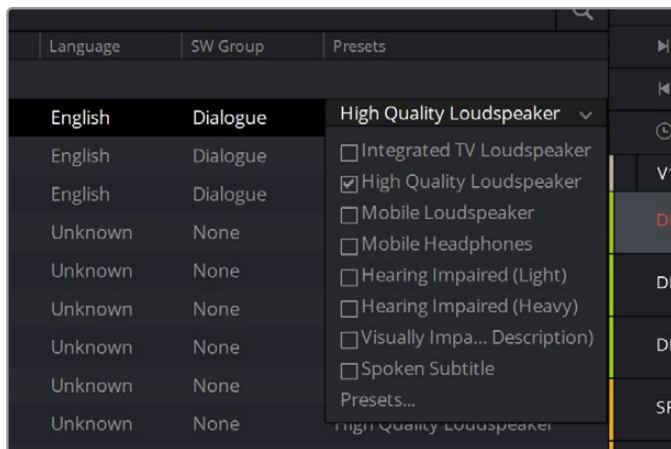 Language SW Group Presets
English Dialogue High Quality Loudspeaker
English Dialogue Integrated TV Loudspeaker
English Dialogue High Quality Loudspeaker
Unknown None Mobile Loudspeaker
Mobile Headphones
Unknown None Hearing Impaired (Light)
Unknown None Hearing Impaired (Heavy)
Unknown None Visually Impa... Description)
Unknown None Spoken Subtitle
Presets...
Unknown None High Quality Loudspeaker